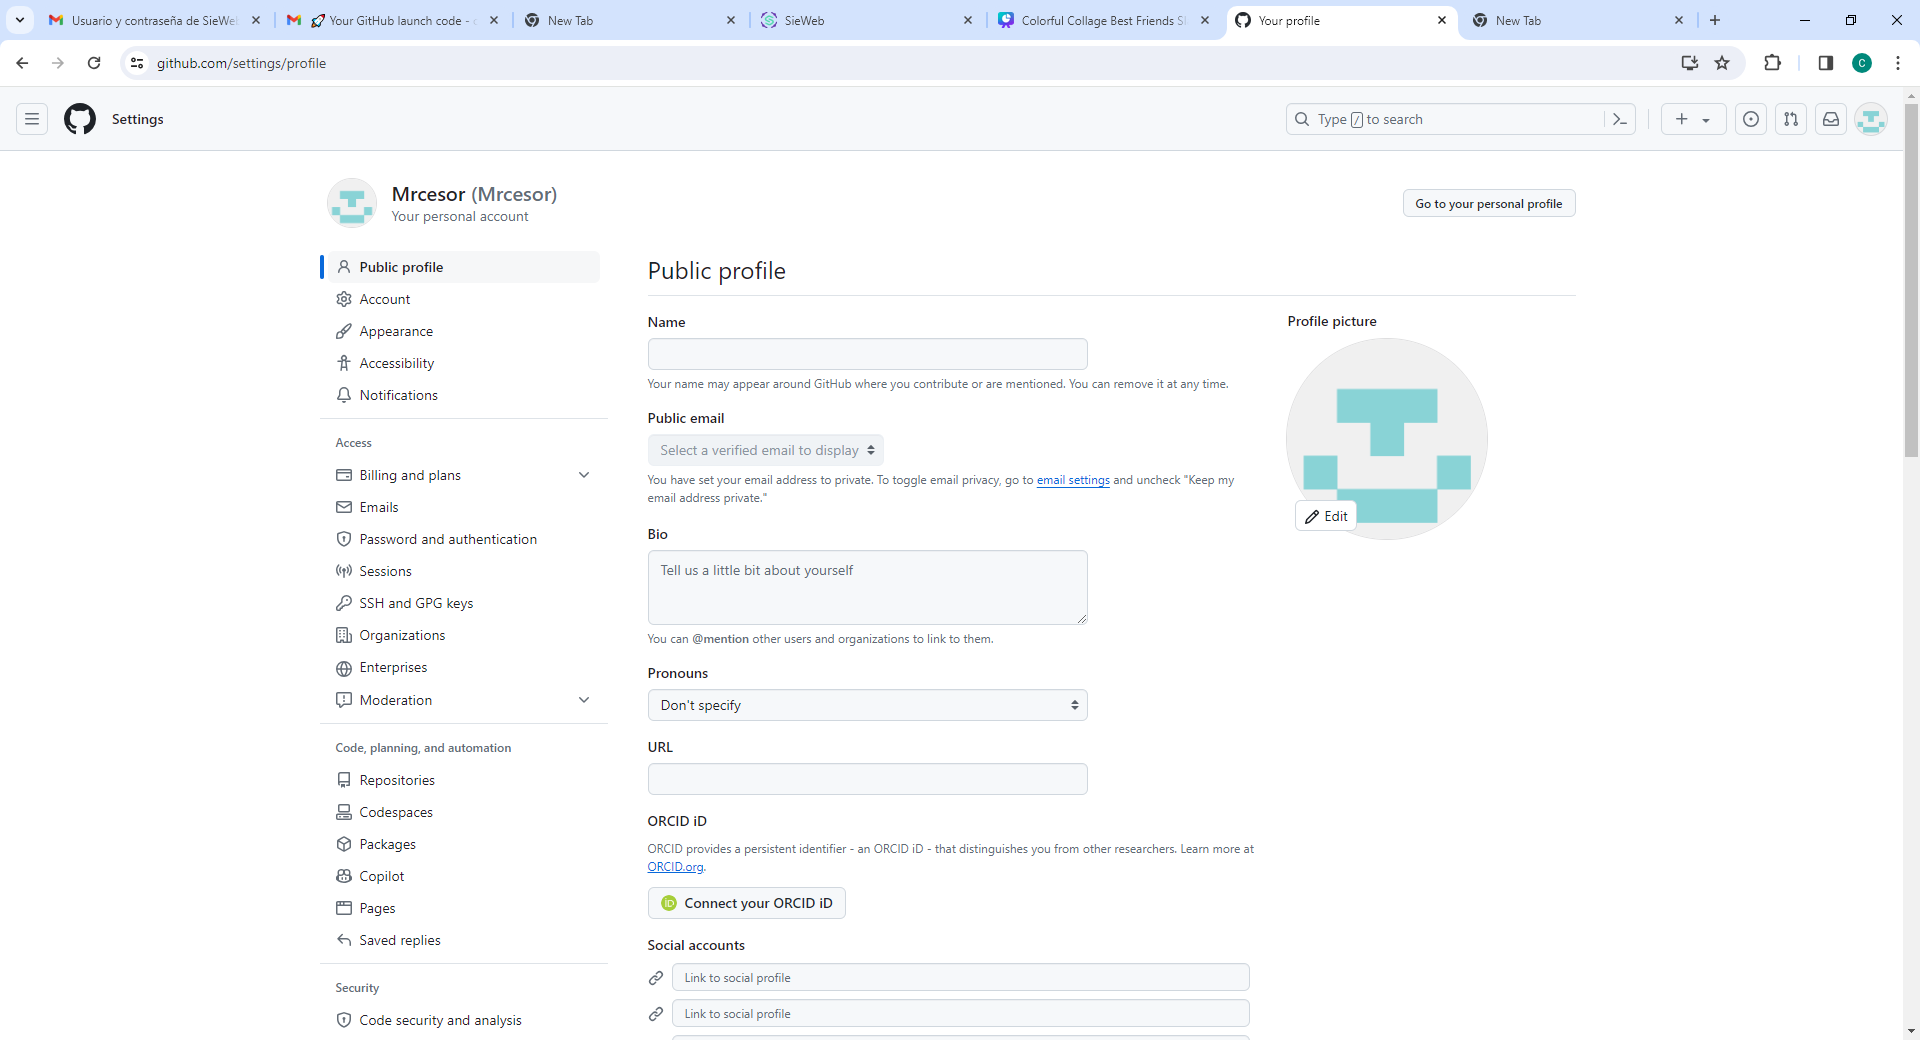 Usuario y contraseña de SieWeb
Your GitHub launch code -
New Tab
SieWeb
Colorful Collage Best Friends
Your profile
New Tab
github.com/settings/profile
C
Settings
Type / to search
Mrcesor (Mrcesor)
Your personal account
Go to your personal profile
Public profile
Account
Appearance
Accessibility
Notifications
Access
Billing and plans
Emails
Password and authentication
Sessions
SSH and GPG keys
Organizations
Enterprises
Moderation
Code, planning, and automation
Repositories
Codespaces
Packages
Copilot
Pages
Saved replies
Security
Code security and analysis
Public profile
Name
Your name may appear around GitHub where you contribute or are mentioned. You can remove it at any time.
Public email
Select a verified email to display
You have set your email address to private. To toggle email privacy, go to email settings and uncheck "Keep my
email address private."
Bio
Tell us a little bit about yourself
You can @mention other users and organizations to link to them.
Pronouns
Don't specify
URL
ORCID iD
ORCID provides a persistent identifier - an ORCID iD - that distinguishes you from other researchers. Learn more at
ORCID.org.
iD Connect your ORCID iD
Social accounts
Link to social profile
Link to social profile
Profile picture
Edit